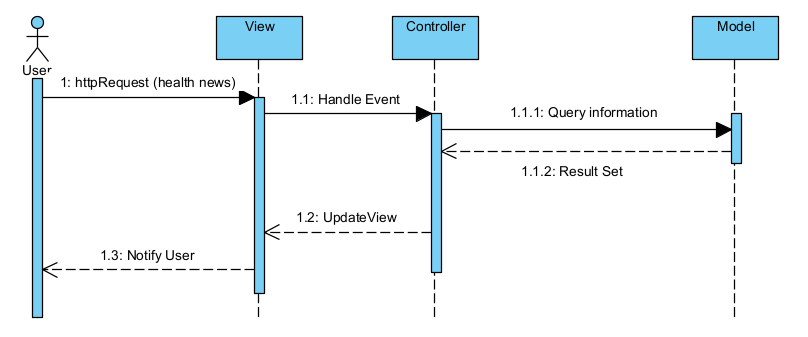 View
Controller
Model
User
1: httpRequest (health news)
1.1: Handle Event
1.1.1: Query information
1.1.2: Result Set
1.2: UpdateView
1.3: Notify User